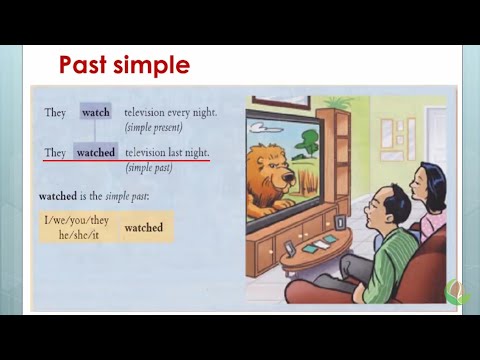 Past simple
They watch television every night.
(simple present)
They watched television last night.
(simple past)
watched is the simple past:
I/we/you/they
he/she/it
watched